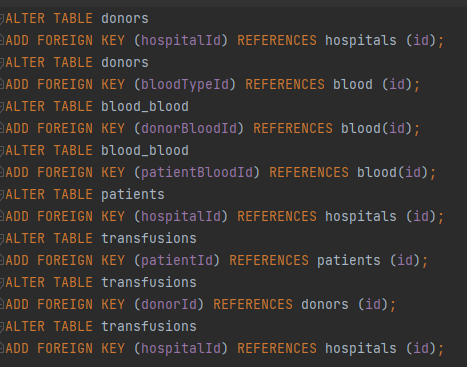 ALTER TABLE donors
ADD FOREIGN KEY (hospitalId) REFERENCES hospitals (id);
ALTER TABLE donors
ADD FOREIGN KEY (bloodTypeId) REFERENCES blood (id);
ALTER TABLE blood_blood
ADD FOREIGN KEY (donorBloodId) REFERENCES blood(id);
ALTER TABLE blood_blood
ADD FOREIGN KEY (patientBloodId) REFERENCES blood(id);
ALTER TABLE patients
ADD FOREIGN KEY (hospitalId) REFERENCES hospitals (id);
ALTER TABLE transfusions
ADD FOREIGN KEY (patientId) REFERENCES patients (id);
ALTER TABLE transfusions
ADD FOREIGN KEY (donorId) REFERENCES donors (id);
ALTER TABLE transfusions
ADD FOREIGN KEY (hospitalId) REFERENCES hospitals (id);